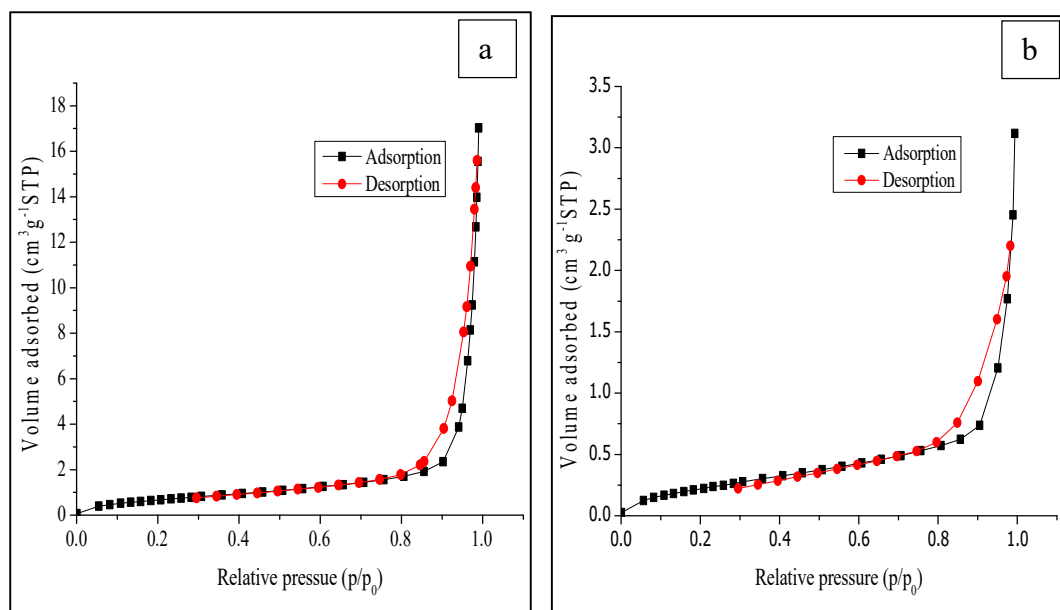 a
18
16
14
12
10
8
6
4
2
0
0.0 0.2 0.4 0.6 0.8 1.0
Volume adsorbed (cm³g⁻¹STP)
Relative pressue (p/p₀)
Adsorption
Desorption
b
3.5
3.0
2.5
2.0
1.5
1.0
0.5
0.0
0.0 0.2 0.4 0.6 0.8 1.0
Volume adsorbed (cm³g⁻¹STP)
Relative pressure (p/p₀)
Adsorption
Desorption